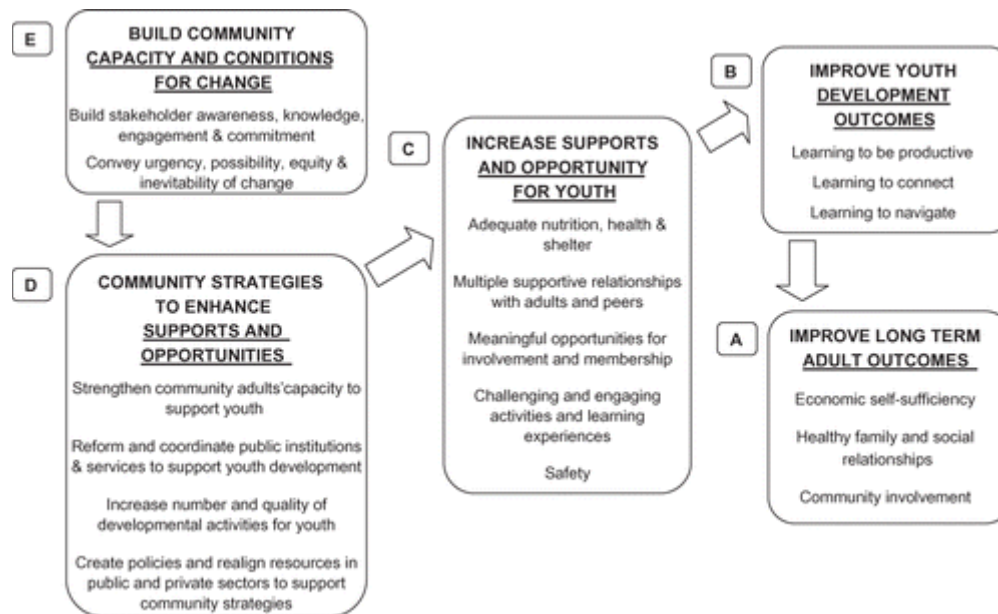 E
BUILD COMMUNITY
CAPACITY AND CONDITIONS
FOR CHANGE
Build stakeholder awareness, knowledge,
engagement & commitment
Convey urgency, possibility, equity &
inevitability of change
D
COMMUNITY STRATEGIES
TO ENHANCE
SUPPORTS AND
OPPORTUNITIES
Strengthen community adults'capacity to
support youth
Reform and coordinate public institutions
& services to support youth development
Increase number and quality of
developmental activities for youth
Create policies and realign resources in
public and private sectors to support
community strategies
C
INCREASE SUPPORTS
AND OPPORTUNITY
FOR YOUTH
Adequate nutrition, health &
shelter
Multiple supportive relationships
with adults and peers
Meaningful opportunities for
involvement and membership
Challenging and engaging
activities and learning
experiences
Safety
B
IMPROVE YOUTH
DEVELOPMENT
OUTCOMES
Learning to be productive
Learning to connect
Learning to navigate
A
IMPROVE LONG TERM
ADULT OUTCOMES
Economic self-sufficiency
Healthy family and social
relationships
Community involvement